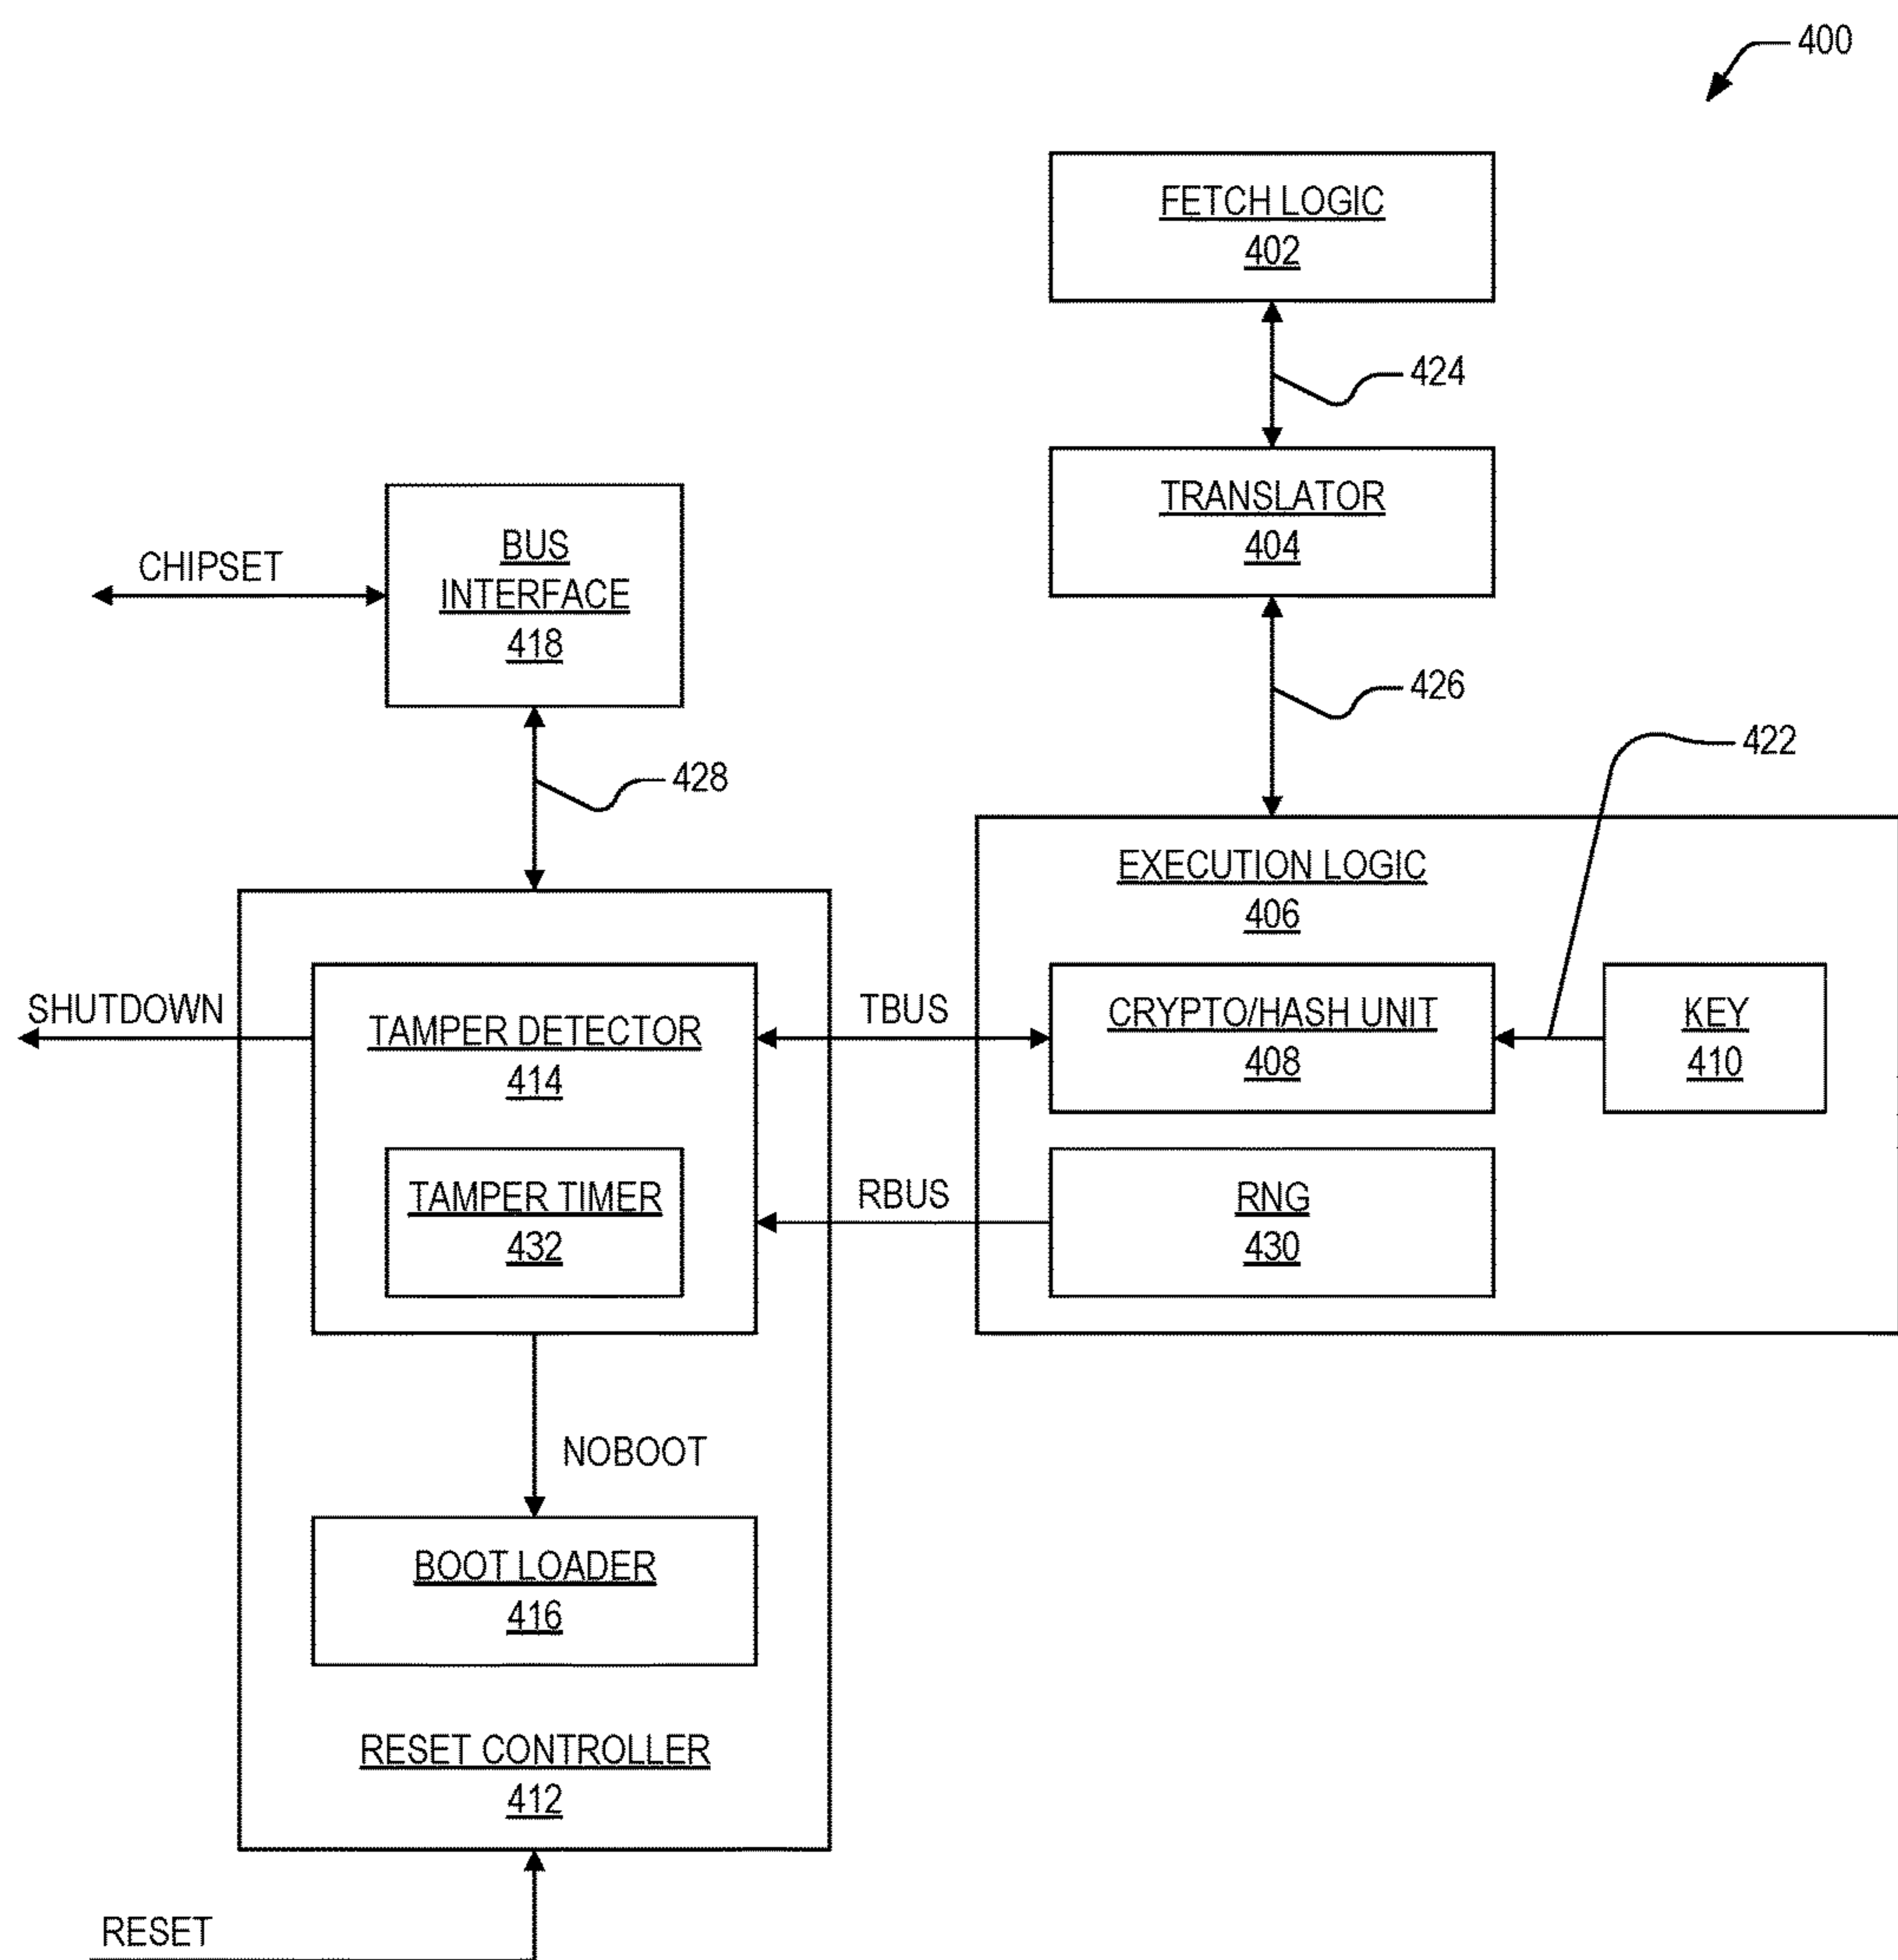 400
FETCH LOGIC
402
424
TRANSLATOR
404
BUS
INTERFACE
418
CHIPSET
426
422
428
EXECUTION LOGIC
406
SHUTDOWN
TAMPER DETECTOR
414
TBUS
CRYPTO/HASH UNIT
408
KEY
410
TAMPER TIMER
432
RBUS
RNG
430
NOBOOT
BOOT LOADER
416
RESET CONTROLLER
412
RESET